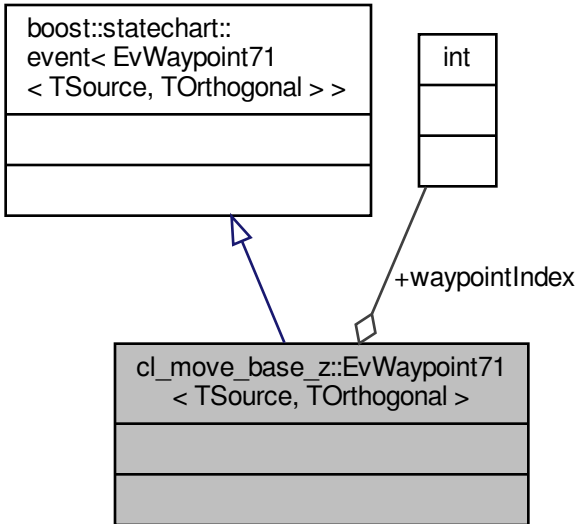 boost::statechart::
event< EvWaypoint71
< TSource, TOrthogonal > >
int
+waypointIndex
cl_move_base_z::EvWaypoint71
< TSource, TOrthogonal >